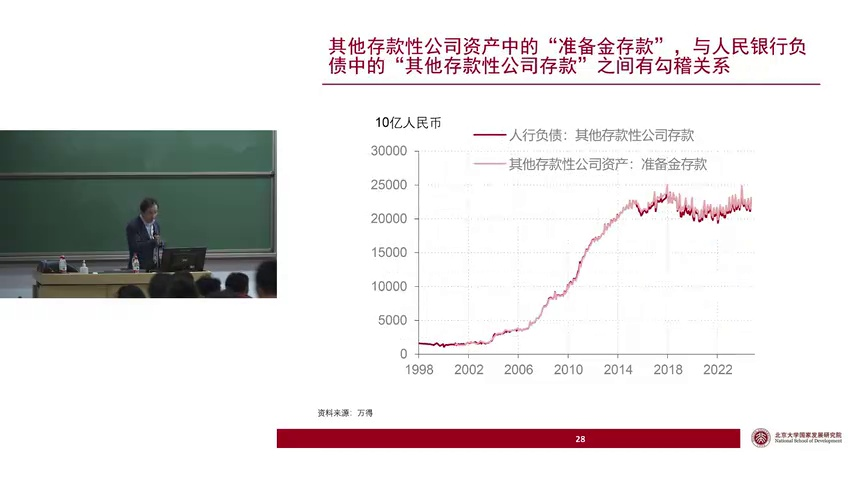 其他存款性公司资产中的“准备金存款”，与人民银行负
债中的“其他存款性公司存款”之间有勾稽关系
10亿人民币
人行负债：其他存款性公司存款
其他存款性公司资产：准备金存款
30000
25000
20000
15000
10000
5000
0
1998 2002 2006 2010 2014 2018 2022
资料来源：万得
28
北京大学国家发展研究院
National School of Development